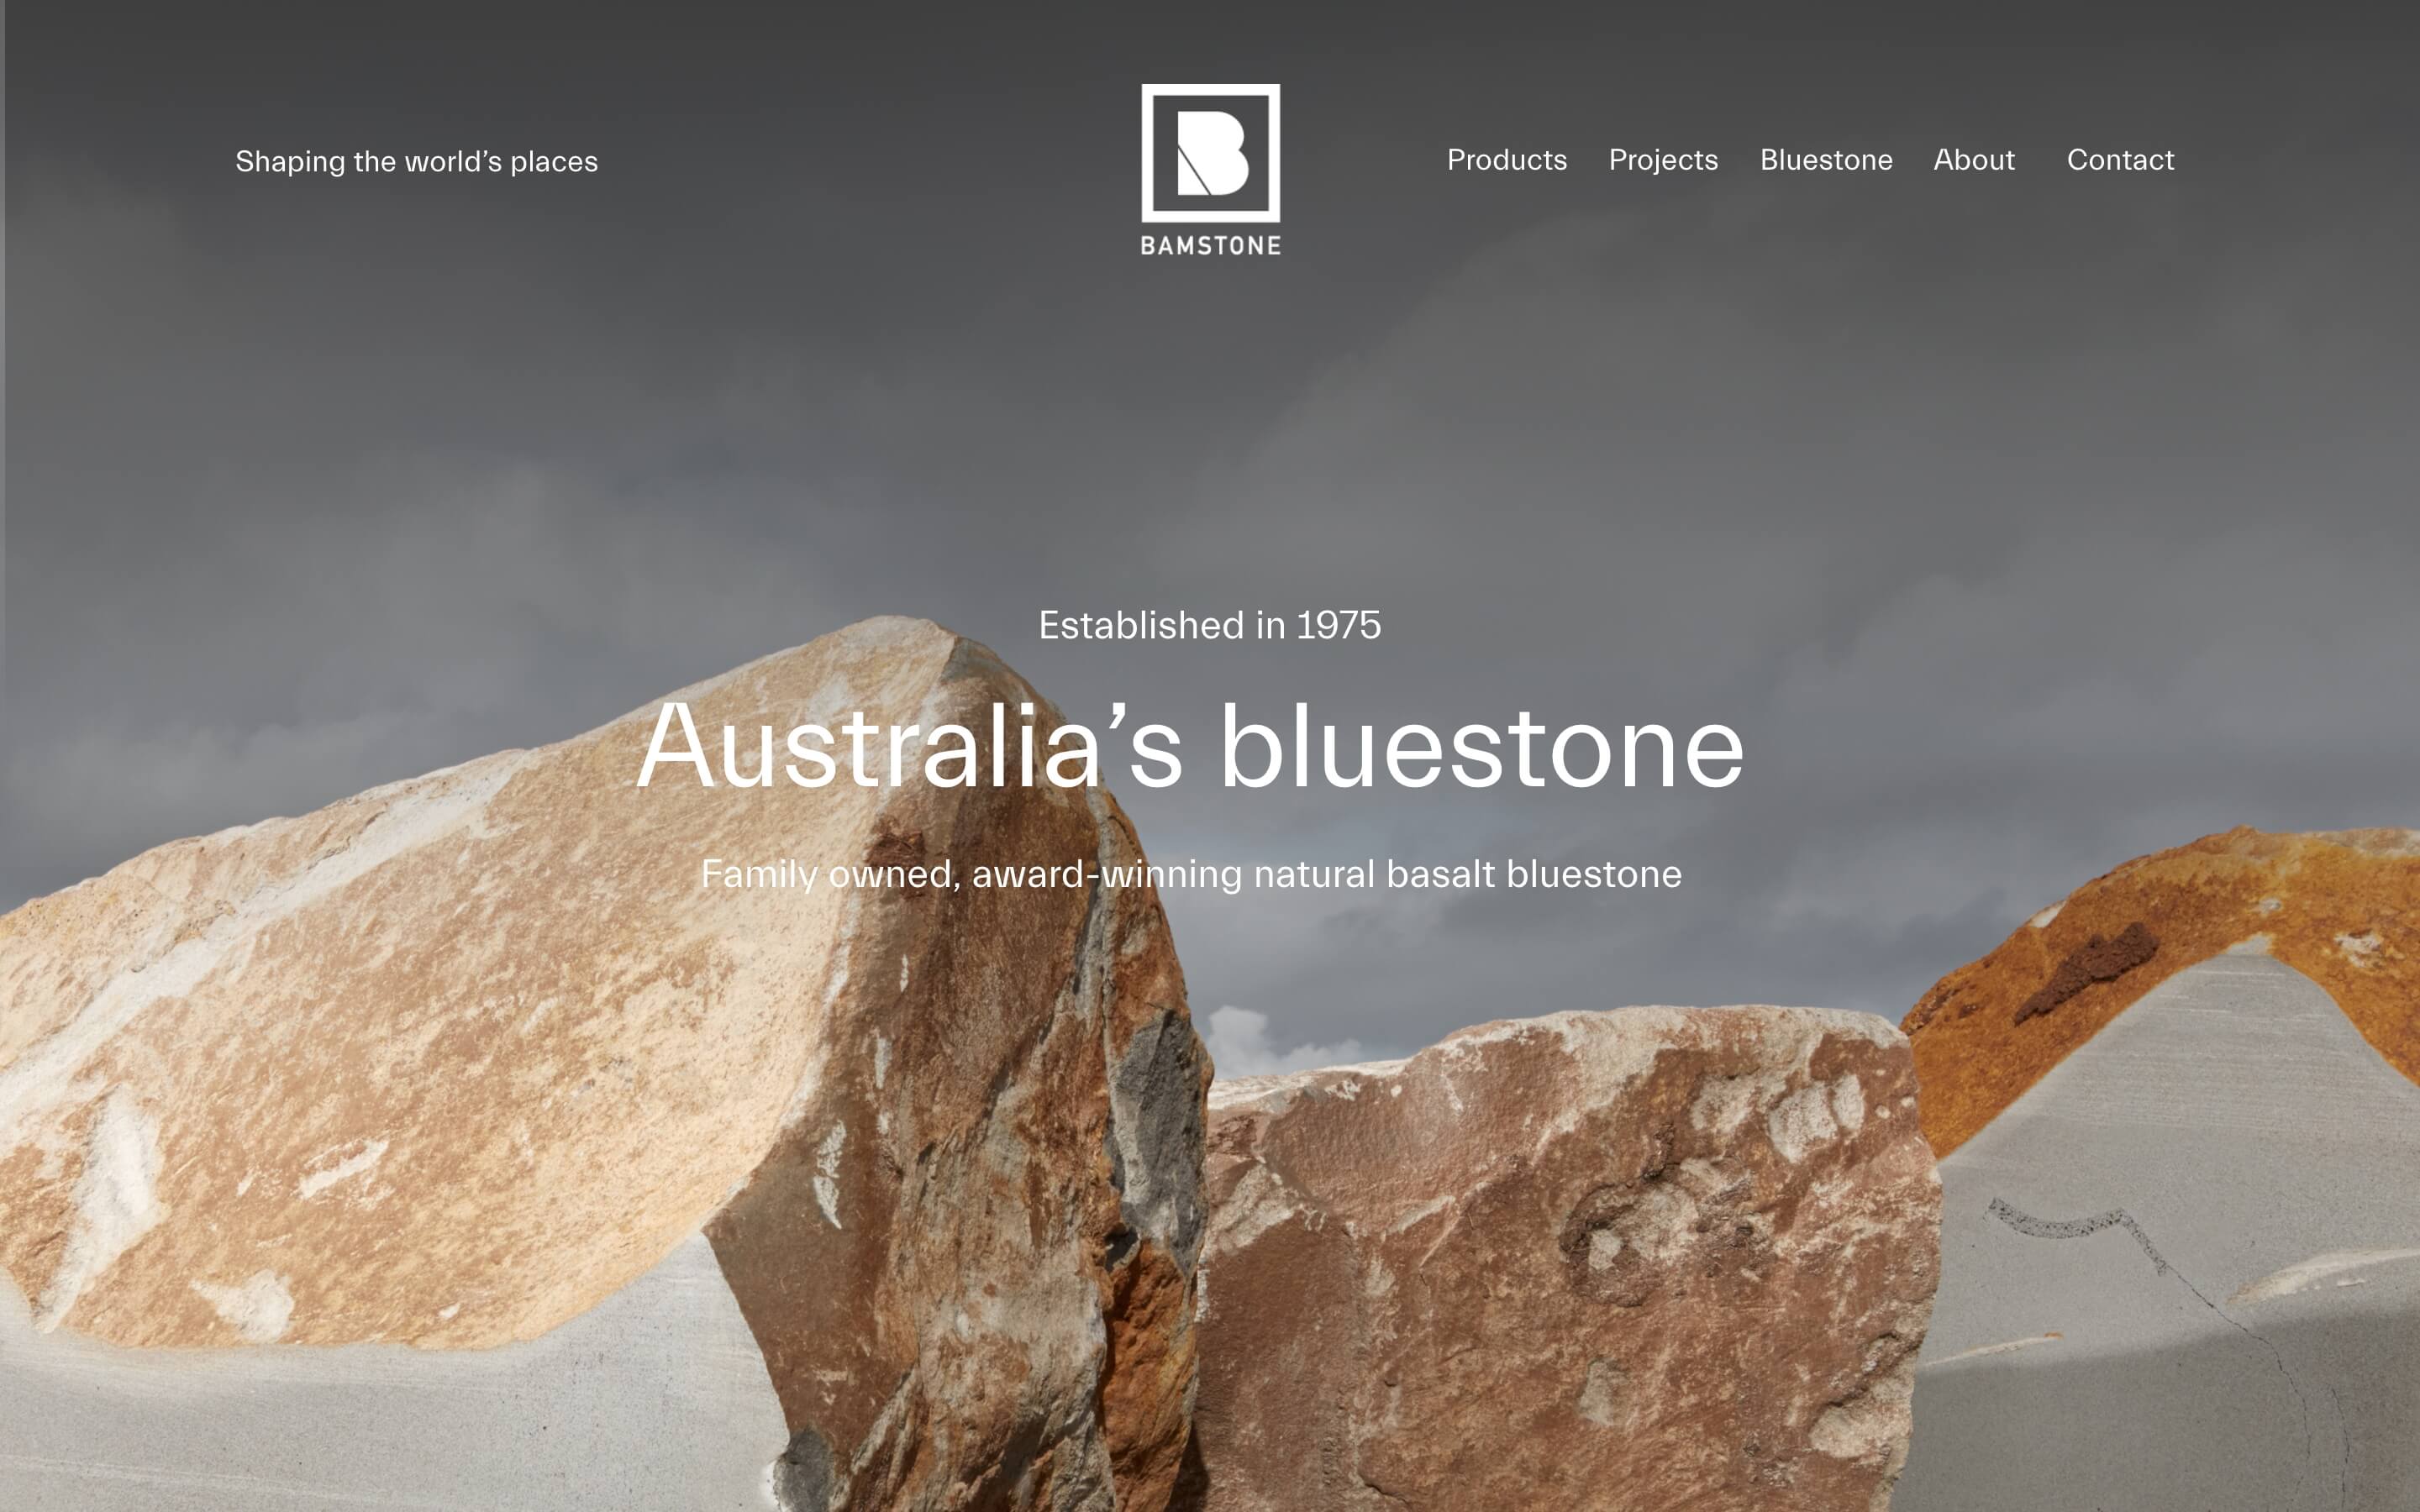 Shaping the world’s places
B
BAMSTONE
Products Projects Bluestone About Contact
Established in 1975
Australia’s bluestone
Family owned, award-winning natural basalt bluestone